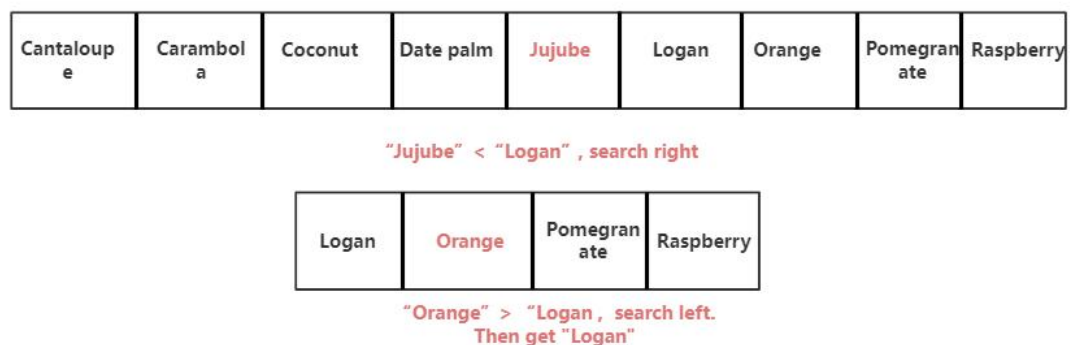 Cantaloup
e
Carambol
a
Coconut
Date palm
Jujube
Logan
Orange
Pomegran
ate
Raspberry
“Jujube” < “Logan” , search right
Logan
Orange
Pomegran
ate
Raspberry
“Orange” > “Logan , search left.
Then get "Logan"